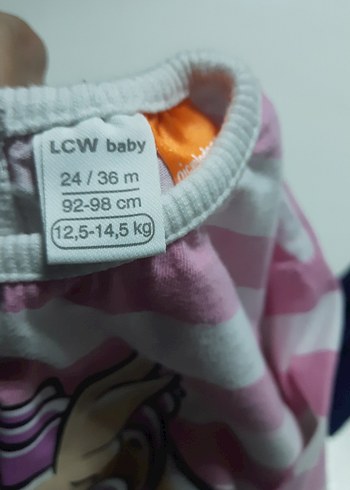 LCW baby
24 / 36 m
92-98 cm
12,5-14,5 kg